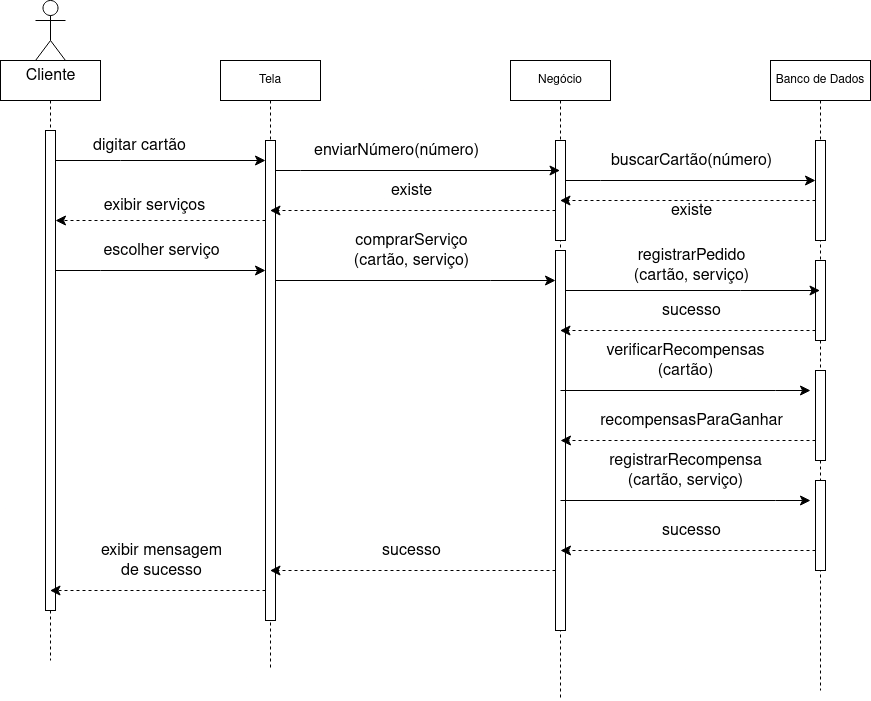 Cliente
Tela
Negócio
Banco de Dados
digitar cartão
enviarNúmero(número)
buscarCartão(número)
existe
existe
exibir serviços
escolher serviço
comprarServiço
(cartão, serviço)
registrarPedido
(cartão, serviço)
sucesso
verificarRecompensas
(cartão)
recompensasParaGanhar
registrarRecompensa
(cartão, serviço)
sucesso
sucesso
exibir mensagem
de sucesso